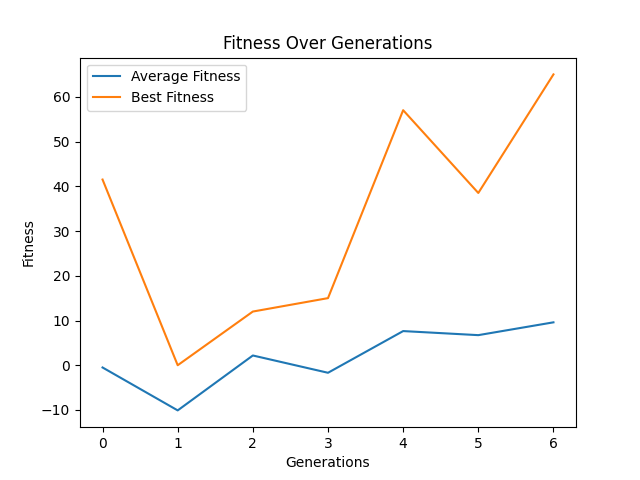 Fitness Over Generations
Average Fitness
Best Fitness
60
50
40
30
20
10
0
−10
Fitness
0 1 2 3 4 5 6
Generations